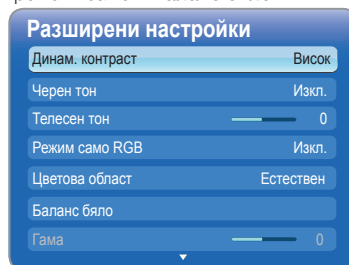 Разширени настройки
Динам. контраст Висок
Черен тон Изкл.
Телесен тон 0
Режим само RGB Изкл.
Цветова област Естествен
Баланс бяло
Гама 0